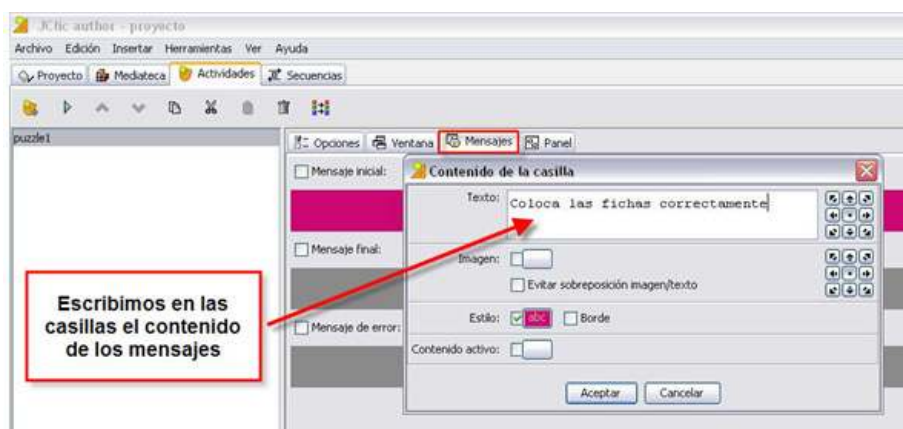 JClic author - proyecto
Archivo Edición Insertar Herramientas Ver Ayuda
Proyecto Mediateca Actividades Secuencias
puzzle1
Opciones Ventana Mensajes Panel
Mensaje inicial:
Contenido de la casilla
Texto: Coloca las fichas correctamente
Mensaje final:
Imagen:
Evitar sobreposición imagen/texto
Escribimos en las
casillas el contenido
de los mensajes
Mensaje de error:
Estilo: abc Borde
Contenido activo:
Aceptar Cancelar